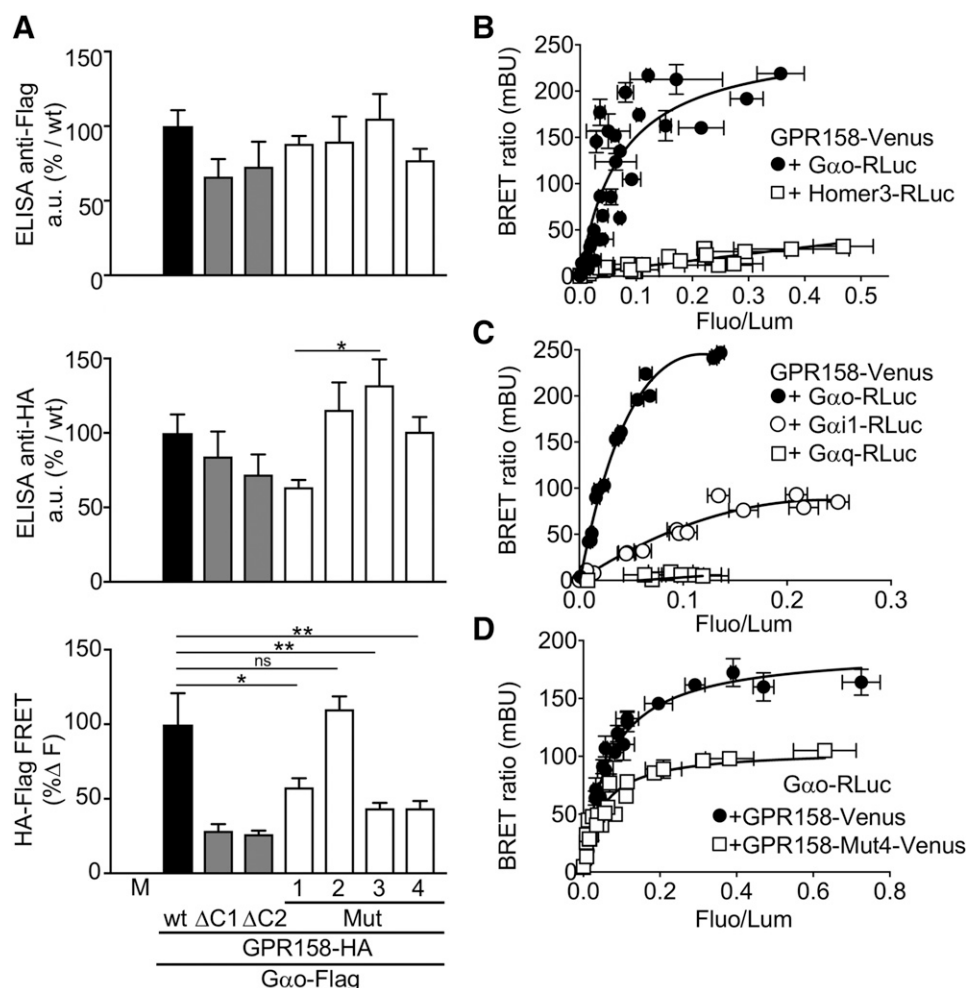 A
ELISA anti-Flag
a.u. (% / wt)
150
100
50
0
ELISA anti-HA
a.u. (% / wt)
150
100
50
0
*
HA-Flag FRET
(%Δ F)
150
100
50
0
**
**
ns
*
M
wt ΔC1 ΔC2 1 2 3 4
Mut
GPR158-HA
Gαo-Flag
B
BRET ratio (mBU)
250
200
150
100
50
0
GPR158-Venus
+ Gαo-RLuc
+ Homer3-RLuc
0.0 0.1 0.2 0.3 0.4 0.5
Fluo/Lum
C
BRET ratio (mBU)
250
200
150
100
50
0
GPR158-Venus
+ Gαo-RLuc
+ Gαi1-RLuc
+ Gαq-RLuc
0.0 0.1 0.2 0.3
Fluo/Lum
D
BRET ratio (mBU)
200
150
100
50
0
Gαo-RLuc
+GPR158-Venus
+GPR158-Mut4-Venus
0.0 0.2 0.4 0.6 0.8
Fluo/Lum